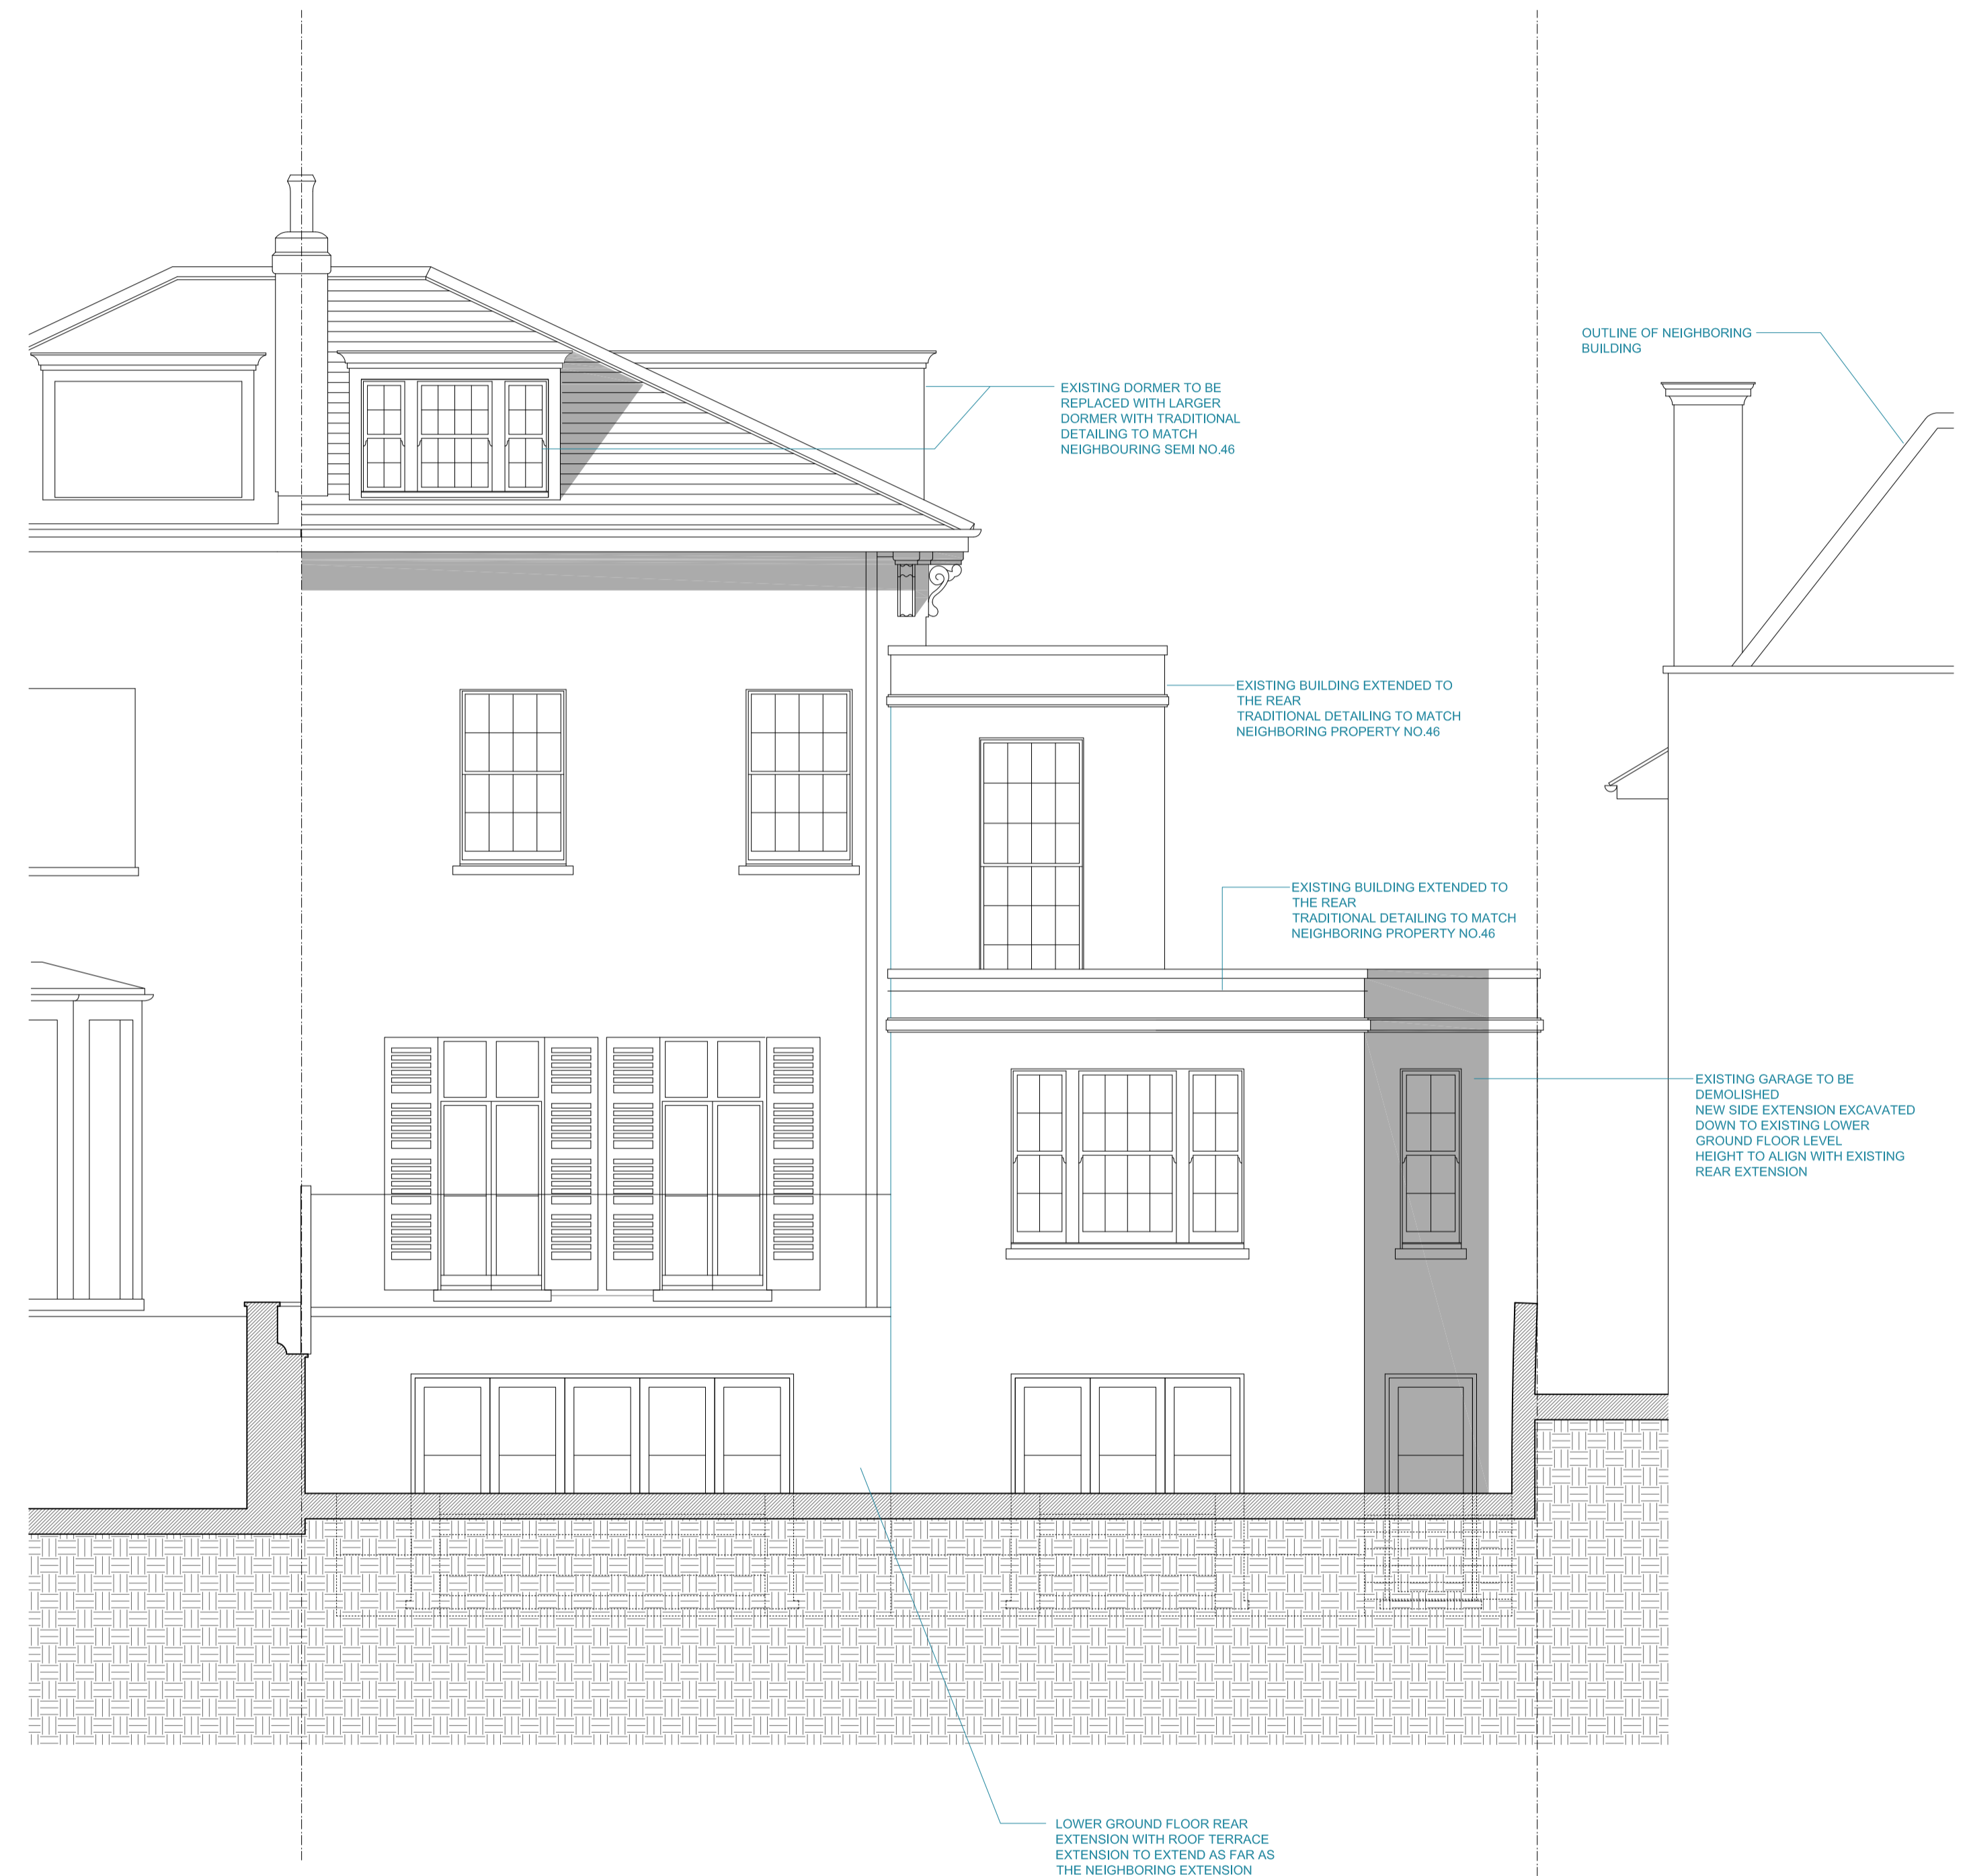 OUTLINE OF NEIGHBORING
BUILDING
EXISTING DORMER TO BE
REPLACED WITH LARGER
DORMER WITH TRADITIONAL
DETAILING TO MATCH
NEIGHBOURING SEMI NO.46
EXISTING BUILDING EXTENDED TO
THE REAR
TRADITIONAL DETAILING TO MATCH
NEIGHBORING PROPERTY NO.46
EXISTING BUILDING EXTENDED TO
THE REAR
TRADITIONAL DETAILING TO MATCH
NEIGHBORING PROPERTY NO.46
EXISTING GARAGE TO BE
DEMOLISHED
NEW SIDE EXTENSION EXCAVATED
DOWN TO EXISTING LOWER
GROUND FLOOR LEVEL
HEIGHT TO ALIGN WITH EXISTING
REAR EXTENSION
LOWER GROUND FLOOR REAR
EXTENSION WITH ROOF TERRACE
EXTENSION TO EXTEND AS FAR AS
THE NEIGHBORING EXTENSION